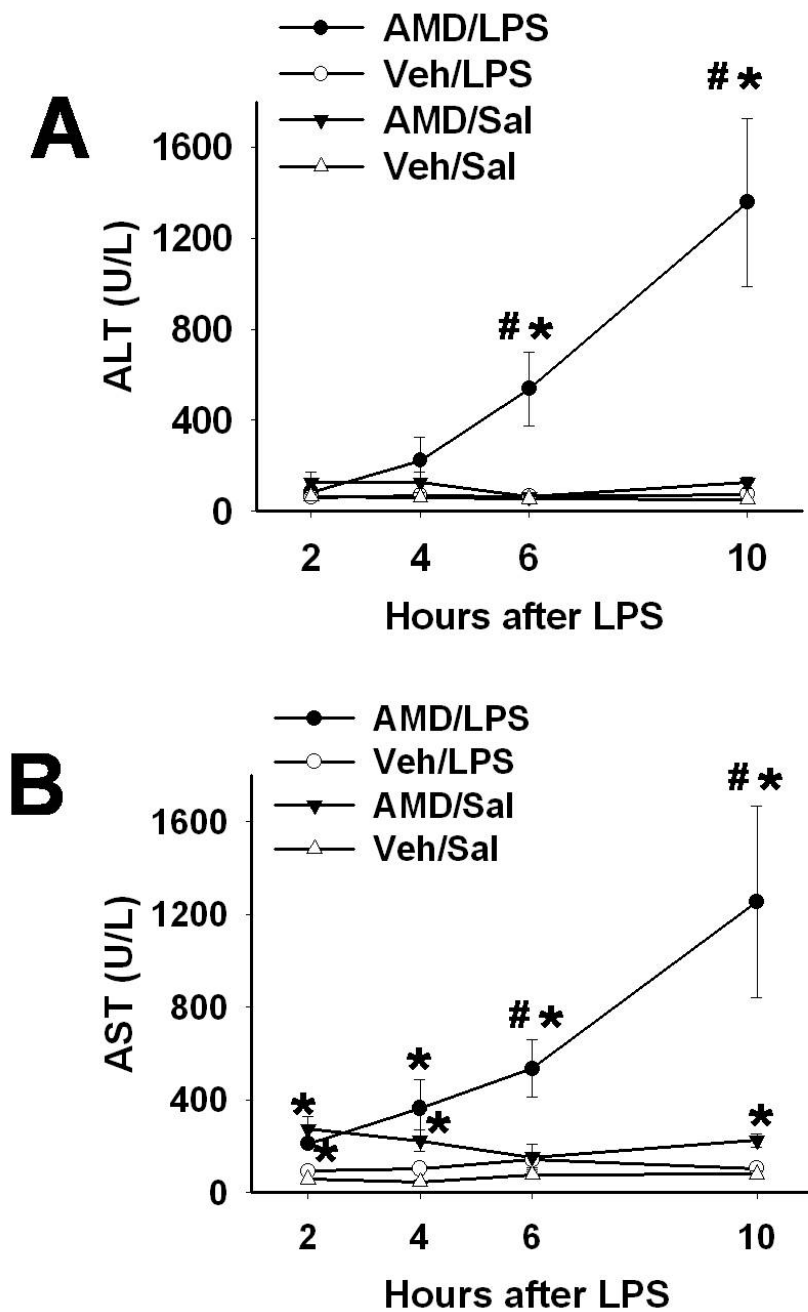 AMD/LPS
Veh/LPS
AMD/Sal
Veh/Sal
A
# *
1600
1200
800
400
0
ALT (U/L)
# *
2 4 6 10
Hours after LPS
AMD/LPS
Veh/LPS
AMD/Sal
Veh/Sal
B
# *
1600
1200
800
400
0
AST (U/L)
# *
*
*
*
*
*
2 4 6 10
Hours after LPS